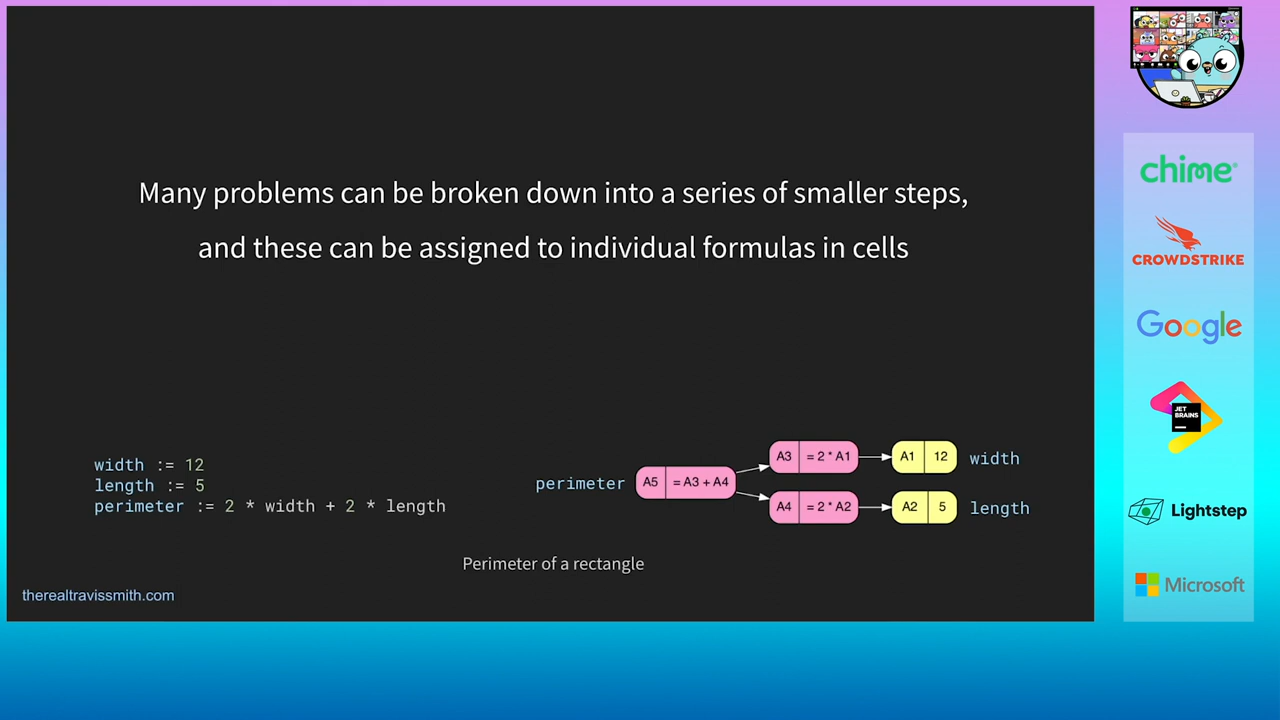 Many problems can be broken down into a series of smaller steps,
and these can be assigned to individual formulas in cells
width := 12
length := 5
perimeter := 2 * width + 2 * length
perimeter
A5 = A3 + A4
A3 = 2 * A1
A1 12
width
A4 = 2 * A2
A2 5
length
Perimeter of a rectangle
therealtravissmith.com
chime
CROWDSTRIKE
Google
JET
BRAINS
Lightstep
Microsoft